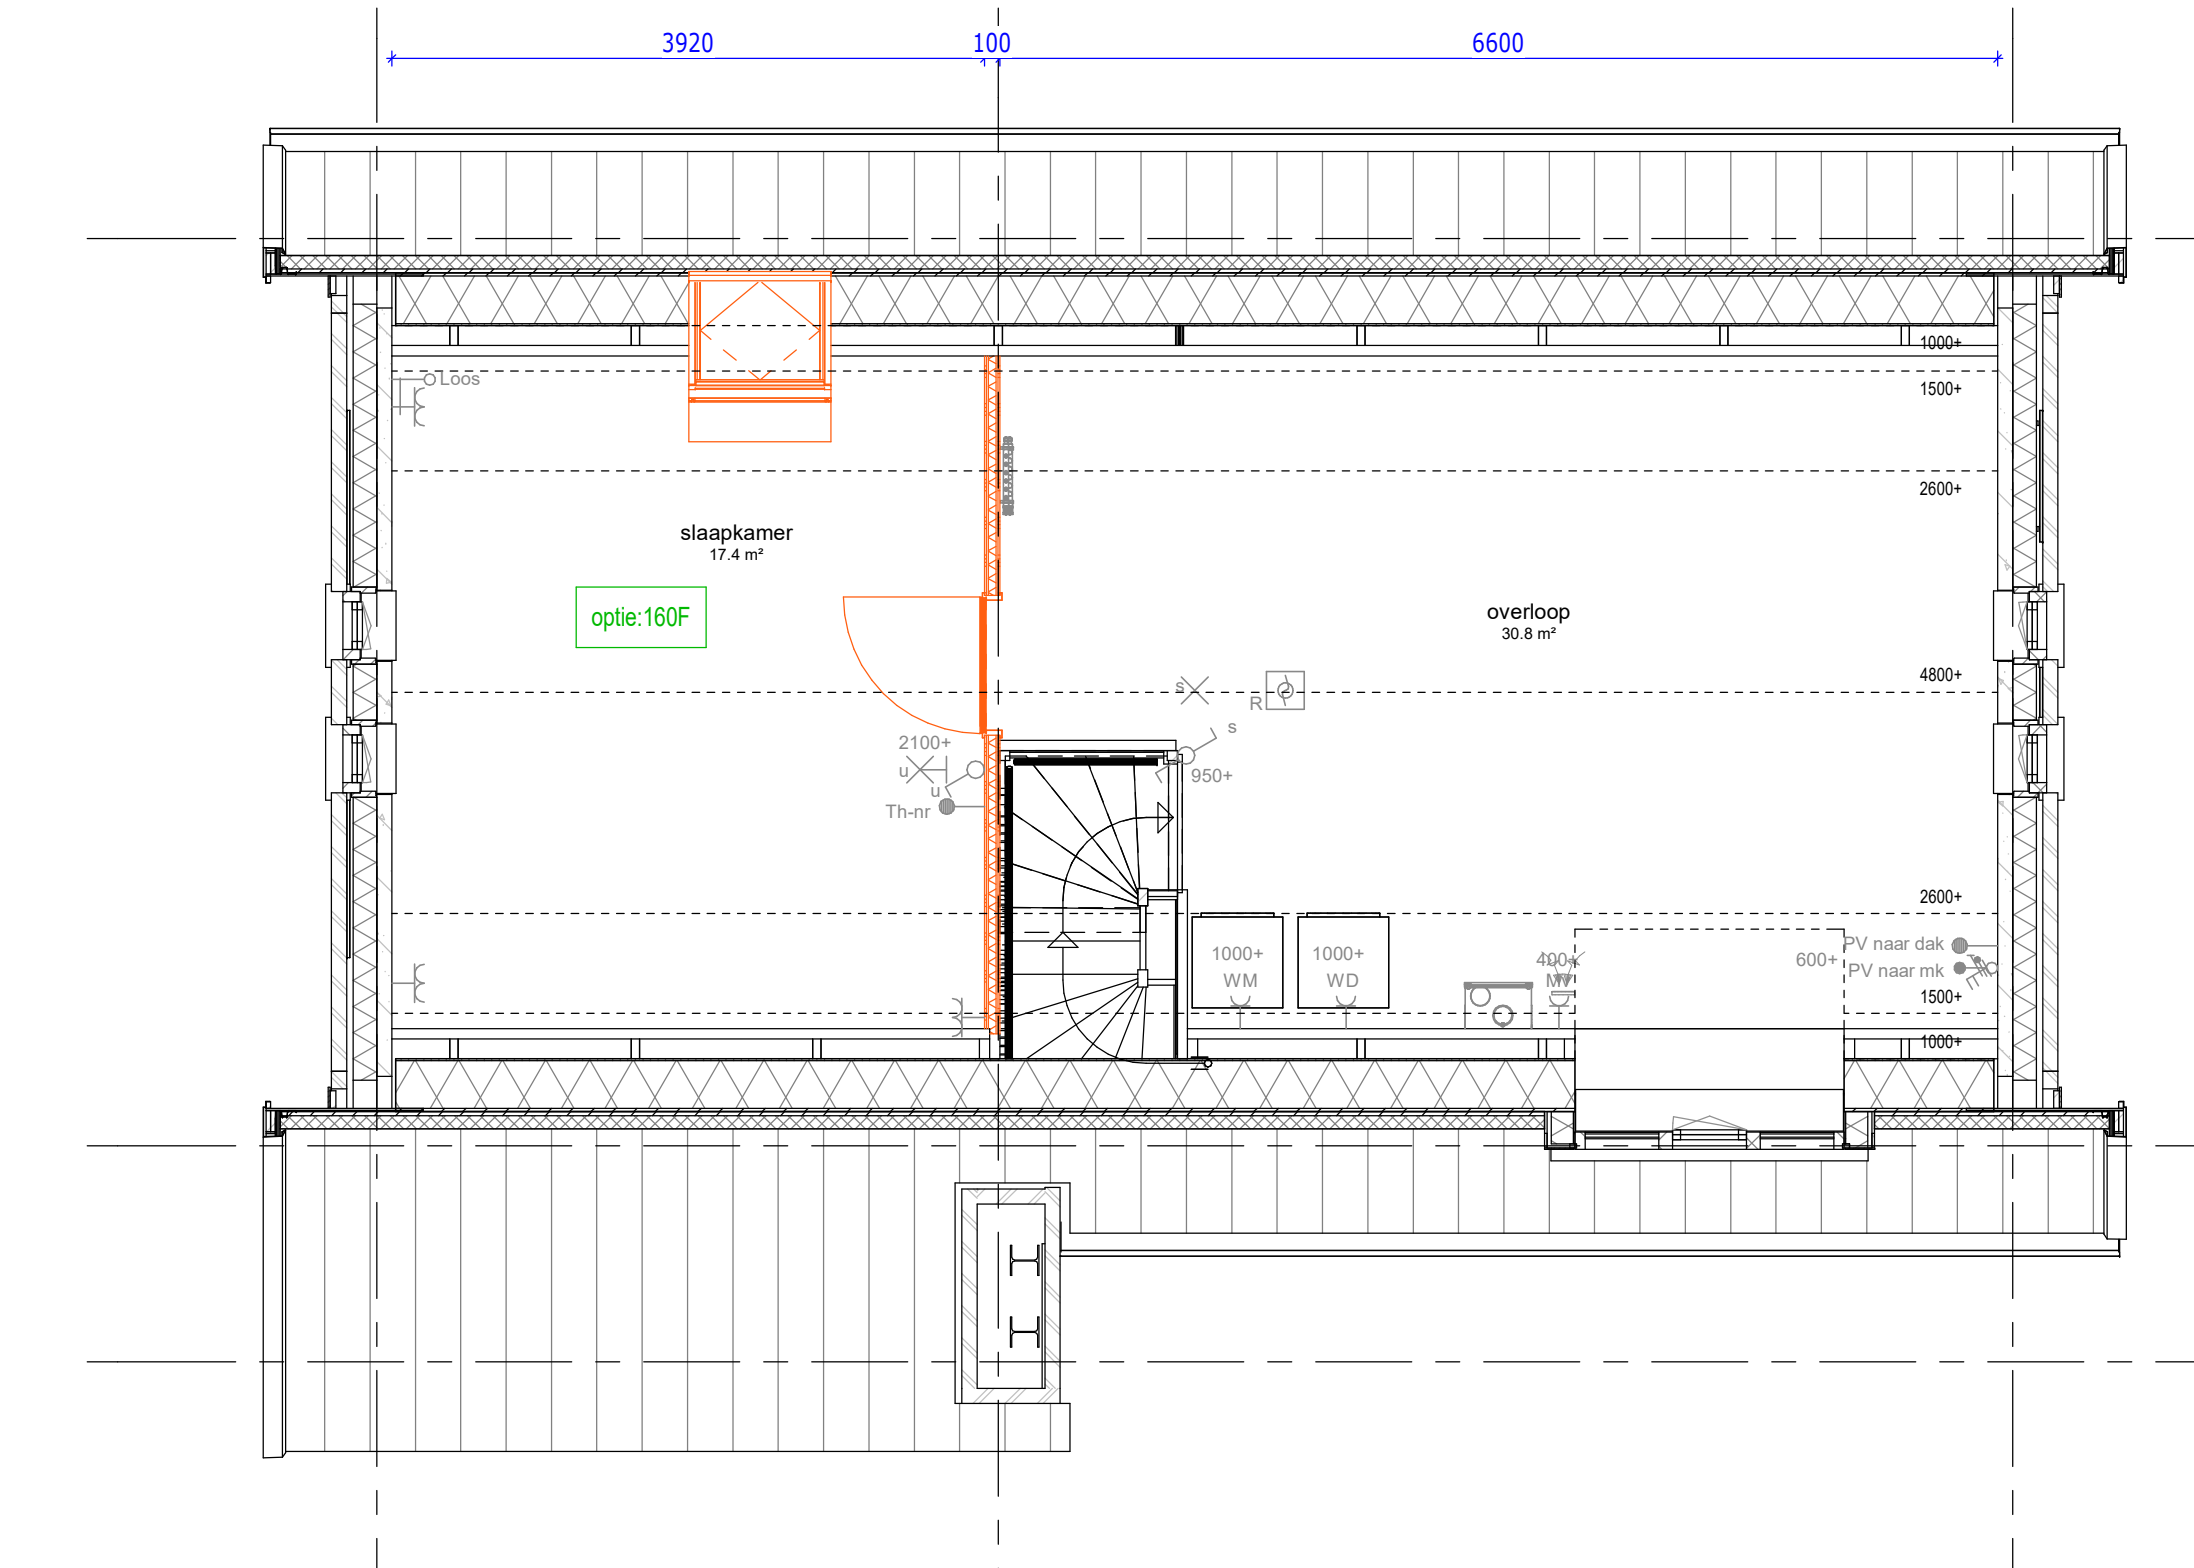 3920 100 6600
1000+
Loos
1500+
2600+
slaapkamer
17.4 m²
optie:160F
overloop
30.8 m²
4800+
s
R
s
2100+
u
950+
u
Th-nr
2600+
1000+
WM
1000+
WD
400+
MV
600+
PV naar dak
PV naar mk
1500+
1000+